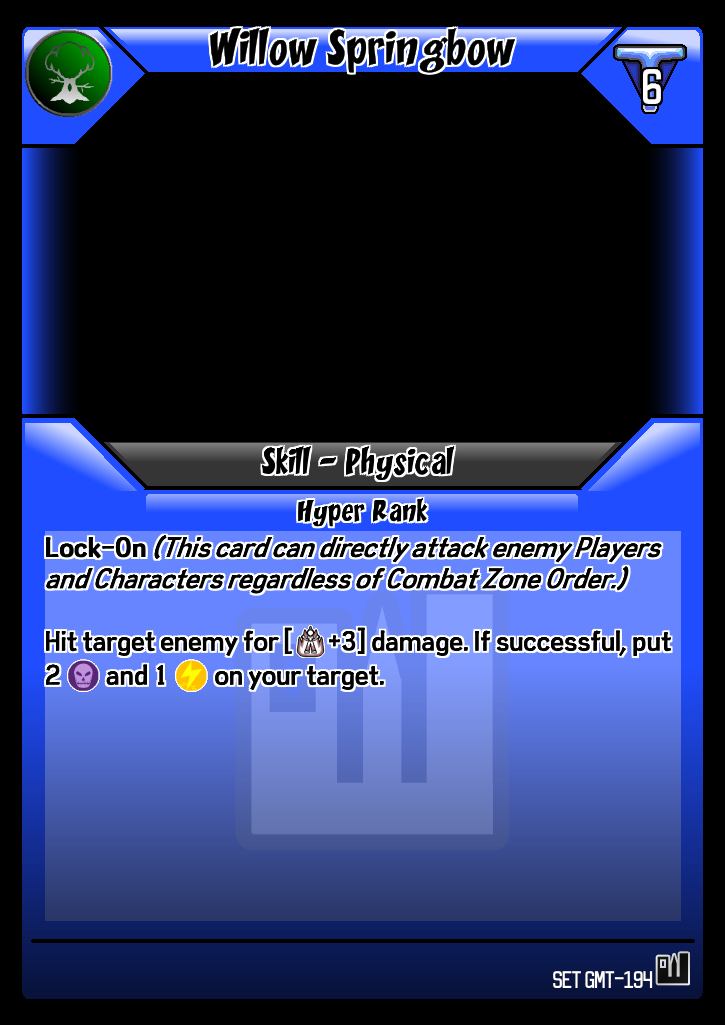 Willow Springbow
6
Skill - Physical
Hyper Rank
Lock-On (This card can directly attack enemy Players
and Characters regardless of Combat Zone Order.)
Hit target enemy for [ +3] damage. If successful, put
2 and 1 on your target.
SET GMT-194